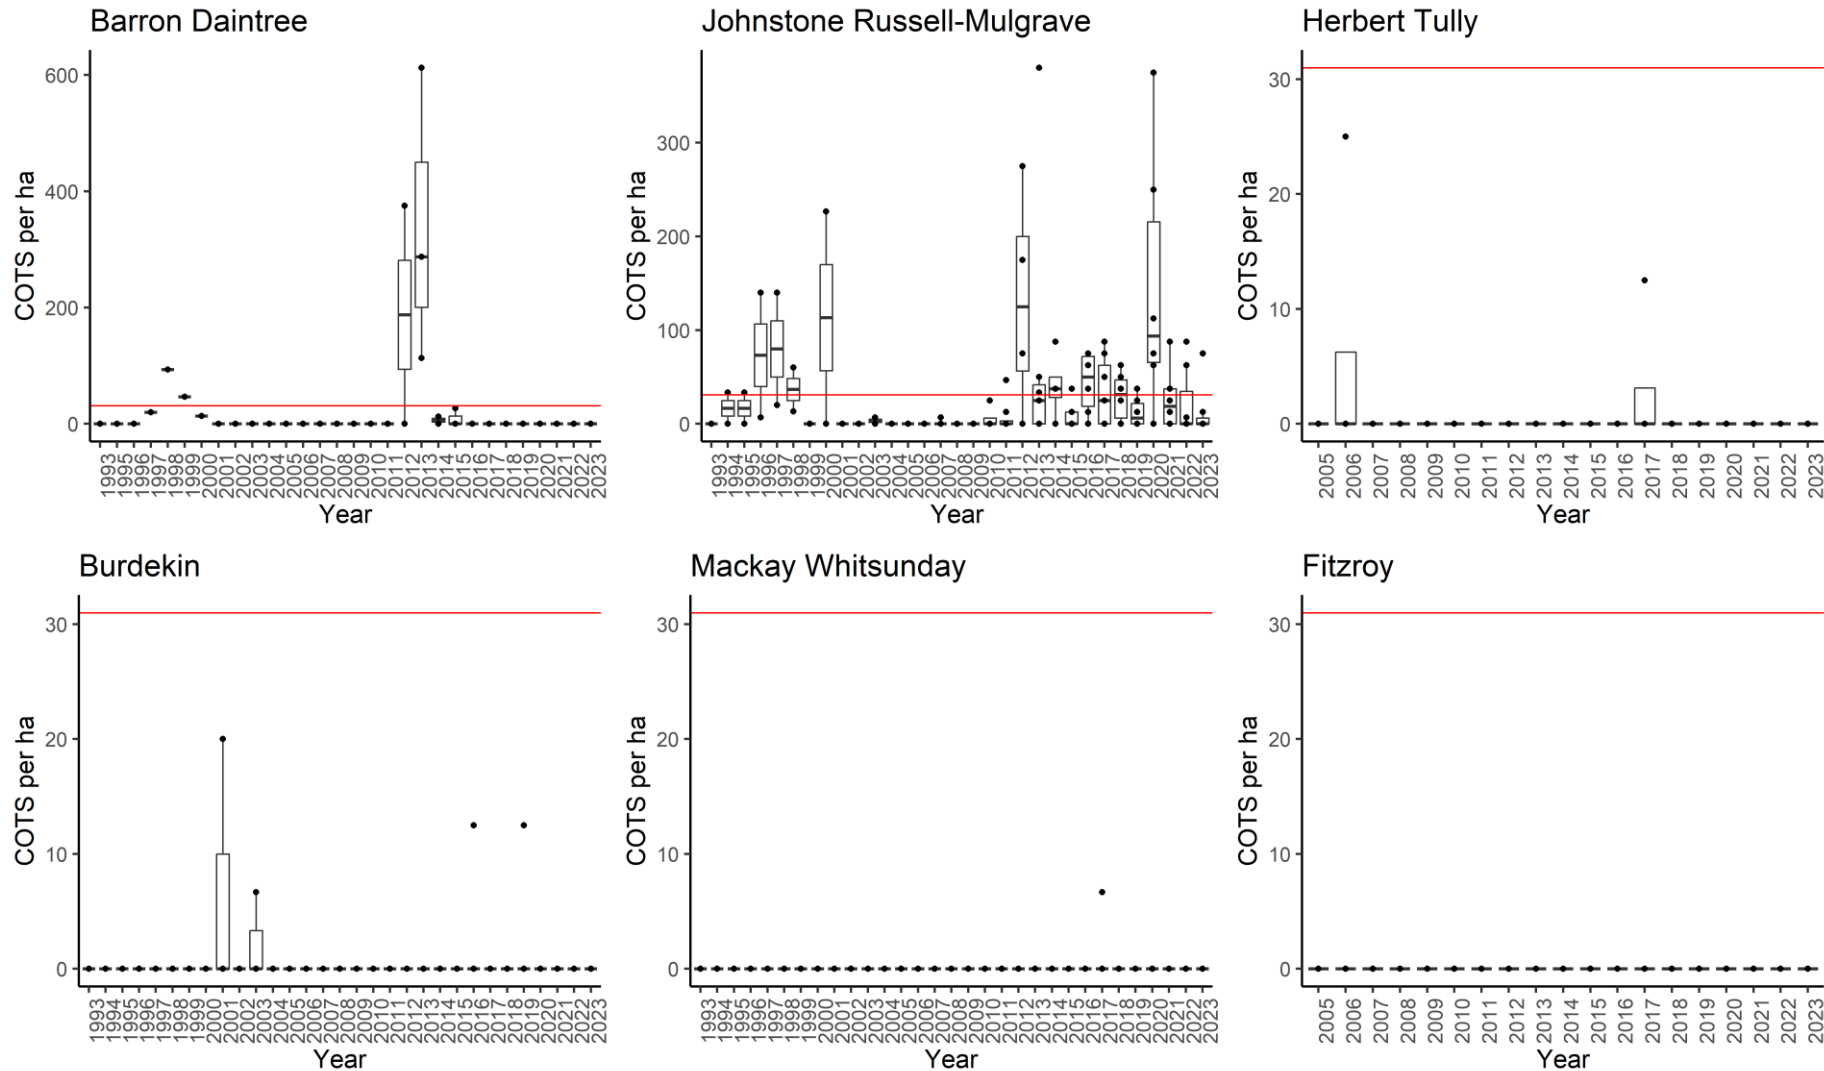 Barron Daintree
COTS per ha
600
400
200
0
1993 1995 1996 1997 1998 1999 2000 2001 2002 2003 2004 2005 2006 2007 2008 2009 2010 2011 2012 2013 2014 2015 2016 2017 2018 2019 2020 2021 2022 2023
Year
Johnstone Russell-Mulgrave
COTS per ha
300
200
100
0
1993 1994 1995 1996 1997 1998 1999 2000 2001 2002 2003 2004 2005 2006 2007 2008 2009 2010 2011 2012 2013 2014 2015 2016 2017 2018 2019 2020 2021 2022 2023
Year
Herbert Tully
COTS per ha
30
20
10
0
2005 2006 2007 2008 2009 2010 2011 2012 2013 2014 2015 2016 2017 2018 2019 2020 2021 2022 2023
Year
Burdekin
COTS per ha
30
20
10
0
1993 1994 1995 1996 1997 1998 1999 2000 2001 2002 2003 2004 2005 2006 2007 2008 2009 2010 2011 2012 2013 2014 2015 2016 2017 2018 2019 2020 2021 2022 2023
Year
Mackay Whitsunday
COTS per ha
30
20
10
0
1993 1994 1995 1996 1997 1998 1999 2000 2001 2002 2003 2004 2005 2006 2007 2008 2009 2010 2011 2012 2013 2014 2015 2016 2017 2018 2019 2020 2021 2022 2023
Year
Fitzroy
COTS per ha
30
20
10
0
2005 2006 2007 2008 2009 2010 2011 2012 2013 2014 2015 2016 2017 2018 2019 2020 2021 2022 2023
Year